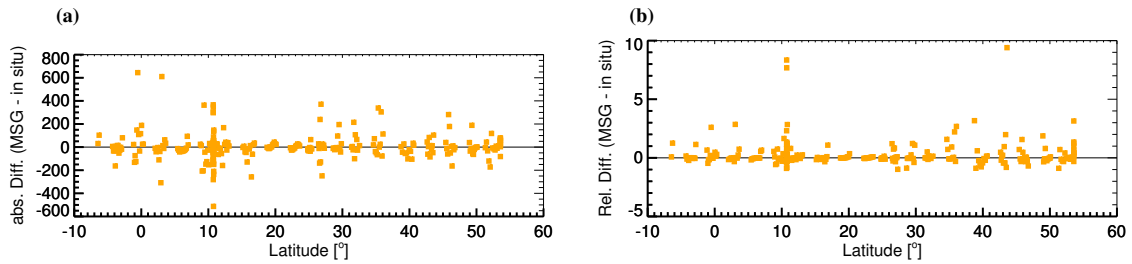 (a) (b)
abs. Diff. (MSG - in situ)
800
600
400
200
0
-200
-400
-600
-10 0 10 20 30 40 50 60
Latitude [°]
Rel. Diff. (MSG - in situ)
10
5
0
-5
-10 0 10 20 30 40 50 60
Latitude [°]